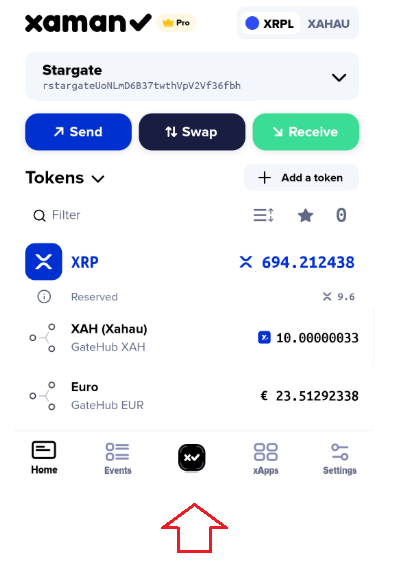 xaman Pro XRPL XAHAU
Stargate
rstargateUoNLmD6B37twthVpV2Vf36fbh
Send Swap Receive
Tokens Add a token
Filter 0
XRP 694.212438
Reserved 9.6
XAH (Xahau) 10.00000033
GateHub XAH
Euro € 23.51292338
GateHub EUR
Home Events xApps Settings